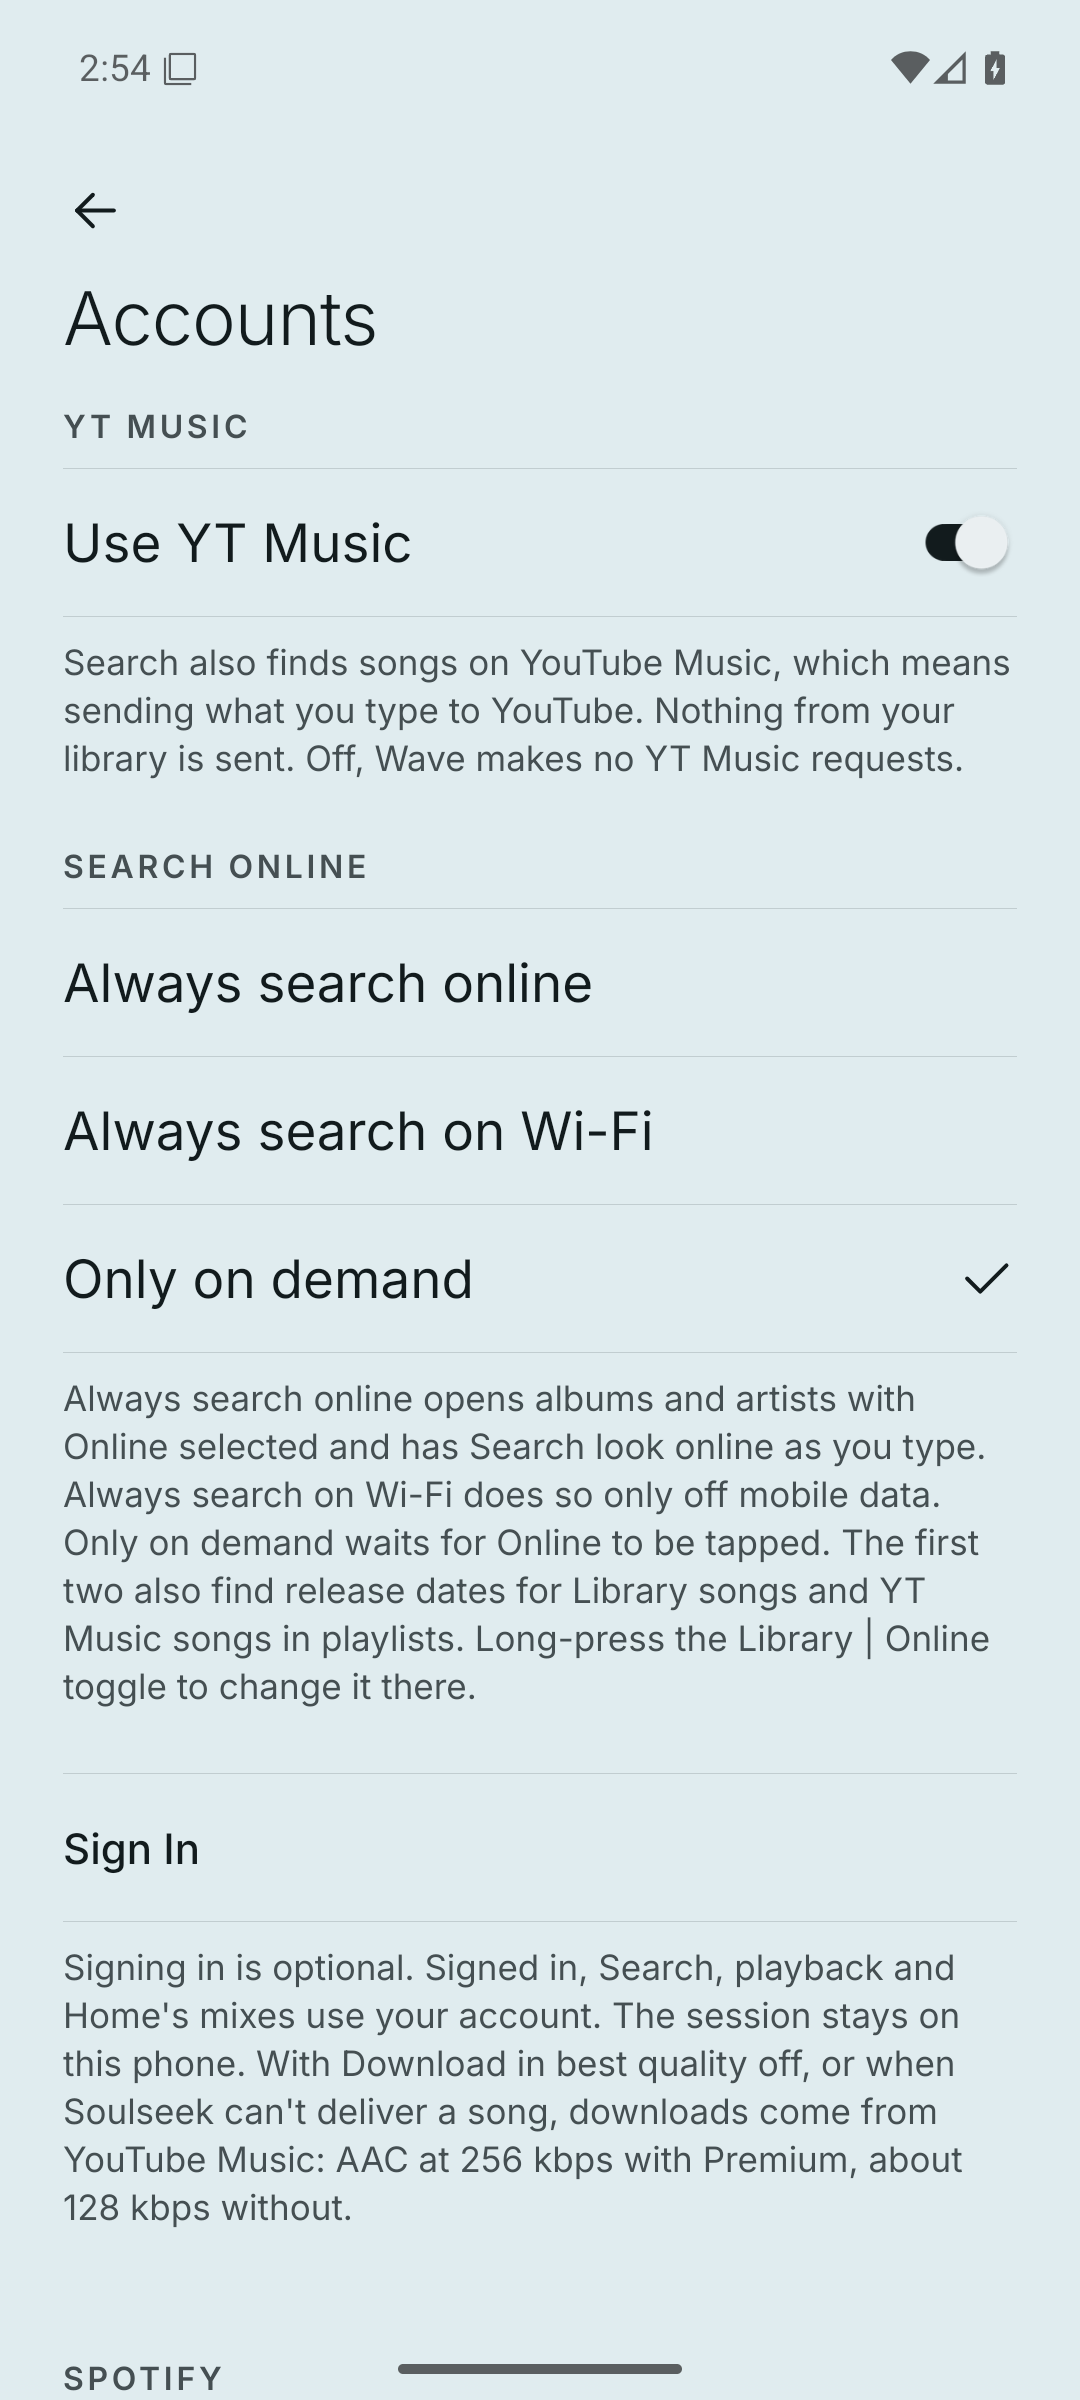 2:54
Accounts
YT MUSIC
Use YT Music
Search also finds songs on YouTube Music, which means
sending what you type to YouTube. Nothing from your
library is sent. Off, Wave makes no YT Music requests.
SEARCH ONLINE
Always search online
Always search on Wi-Fi
Only on demand
Always search online opens albums and artists with
Online selected and has Search look online as you type.
Always search on Wi-Fi does so only off mobile data.
Only on demand waits for Online to be tapped. The first
two also find release dates for Library songs and YT
Music songs in playlists. Long-press the Library | Online
toggle to change it there.
Sign In
Signing in is optional. Signed in, Search, playback and
Home's mixes use your account. The session stays on
this phone. With Download in best quality off, or when
Soulseek can't deliver a song, downloads come from
YouTube Music: AAC at 256 kbps with Premium, about
128 kbps without.
SPOTIFY